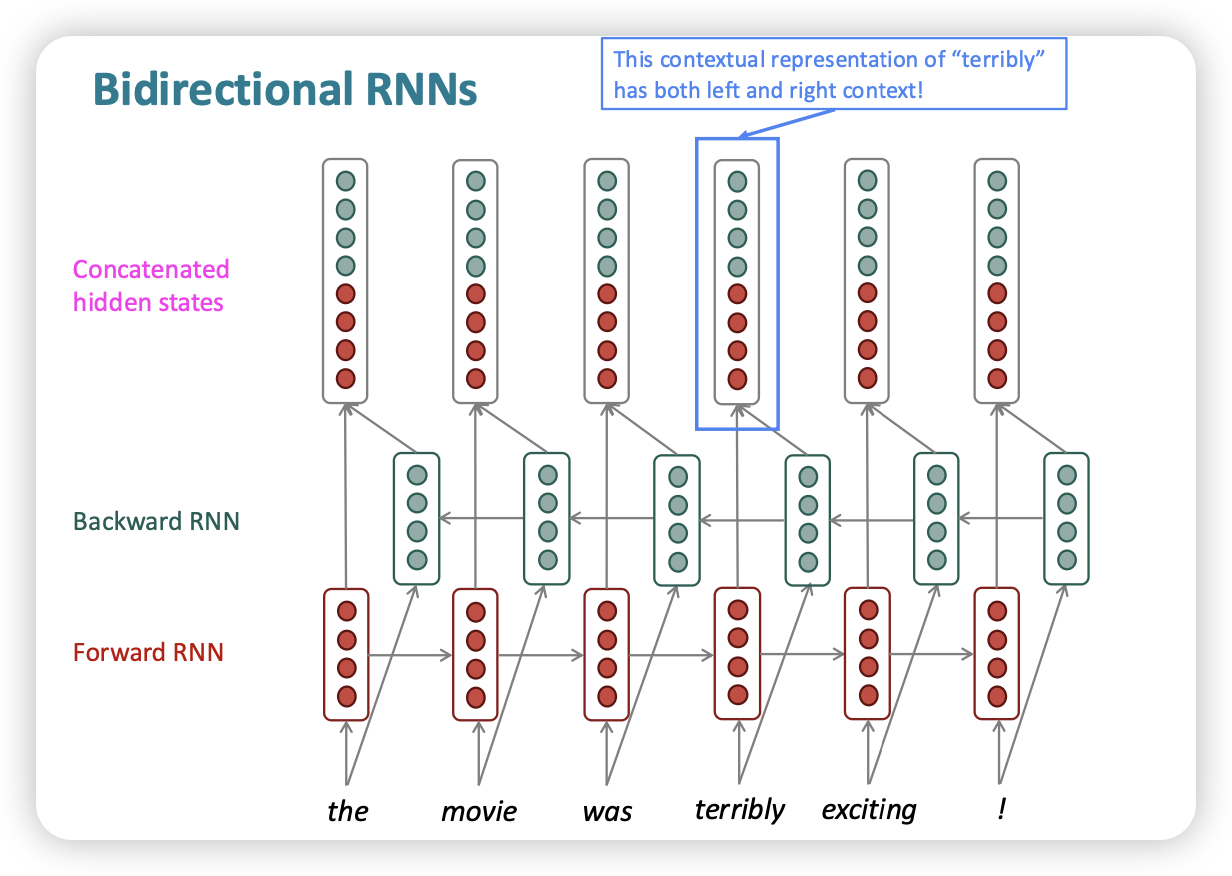 Bidirectional RNNs
This contextual representation of “terribly”
has both left and right context!
Concatenated
hidden states
Backward RNN
Forward RNN
the movie was terribly exciting !